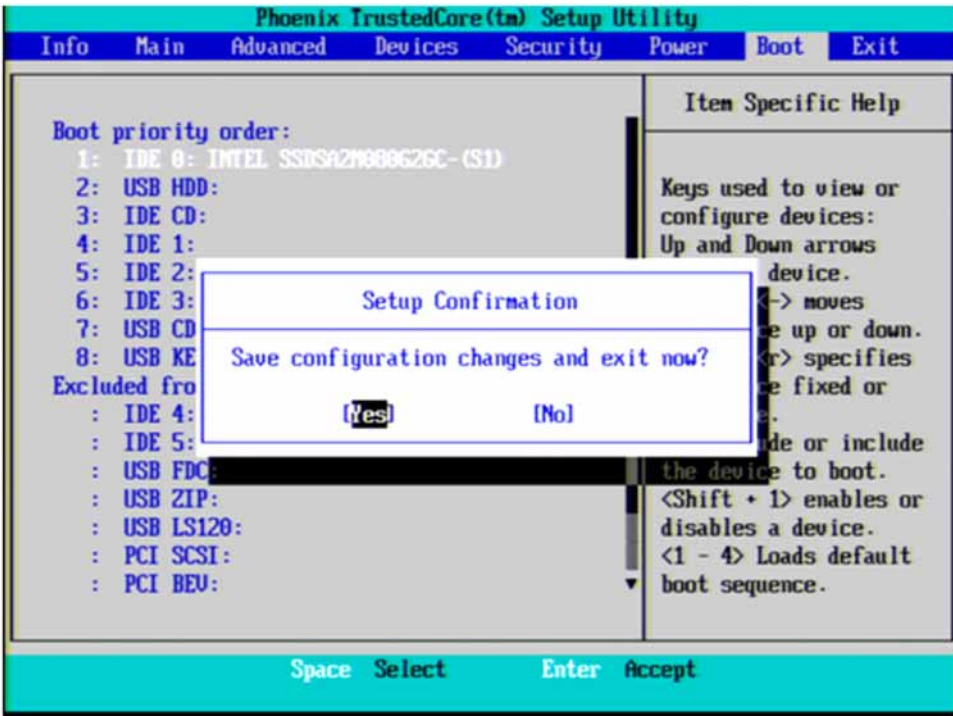 Phoenix TrustedCore(tm) Setup Utility
Info Main Advanced Devices Security Power Boot Exit
Boot priority order:
1: IDE 0: INTEL SSDSA2M080G2GC-(S1)
2: USB HDD:
3: IDE CD:
4: IDE 1:
5: IDE 2:
6: IDE 3:
7: USB CD
8: USB KE
Excluded fro
: IDE 4:
: IDE 5:
: USB FDC:
: USB ZIP:
: USB LS120:
: PCI SCSI:
: PCI BEV:
Setup Confirmation
Save configuration changes and exit now?
[Yes] [No]
Item Specific Help
Keys used to view or
configure devices:
Up and Down arrows
device.
<-> moves
e up or down.
r> specifies
e fixed or
de or include
the device to boot.
<Shift + 1> enables or
disables a device.
<1 - 4> Loads default
boot sequence.
Space Select Enter Accept